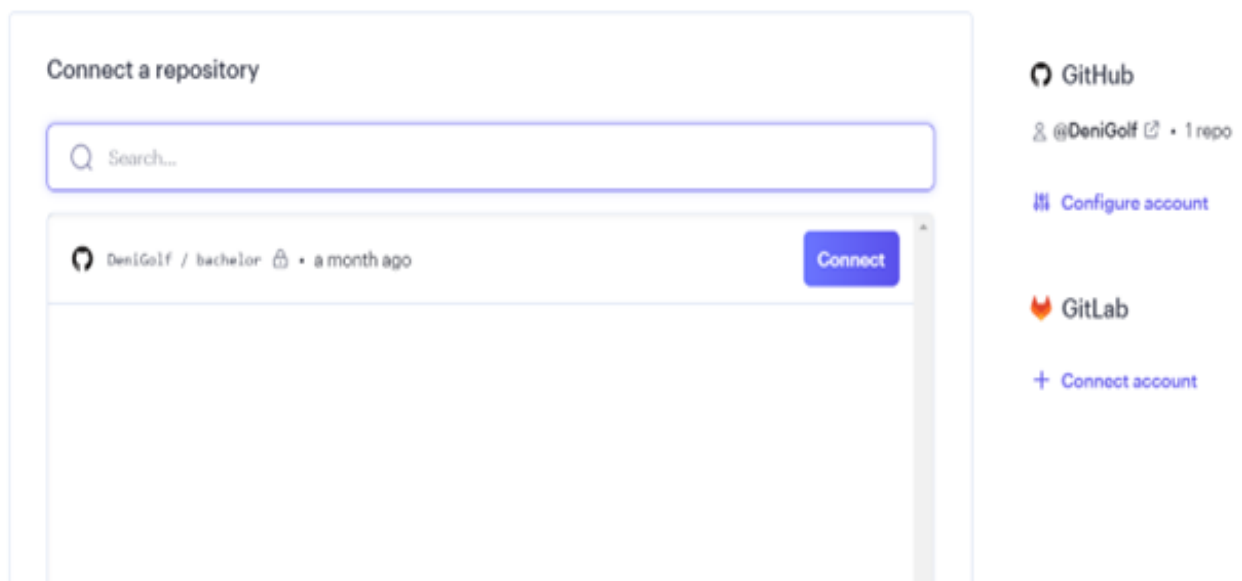 Connect a repository
Search...
DeniGolf / bachelor • a month ago
Connect
GitHub
@DeniGolf • 1 repo
Configure account
GitLab
+ Connect account